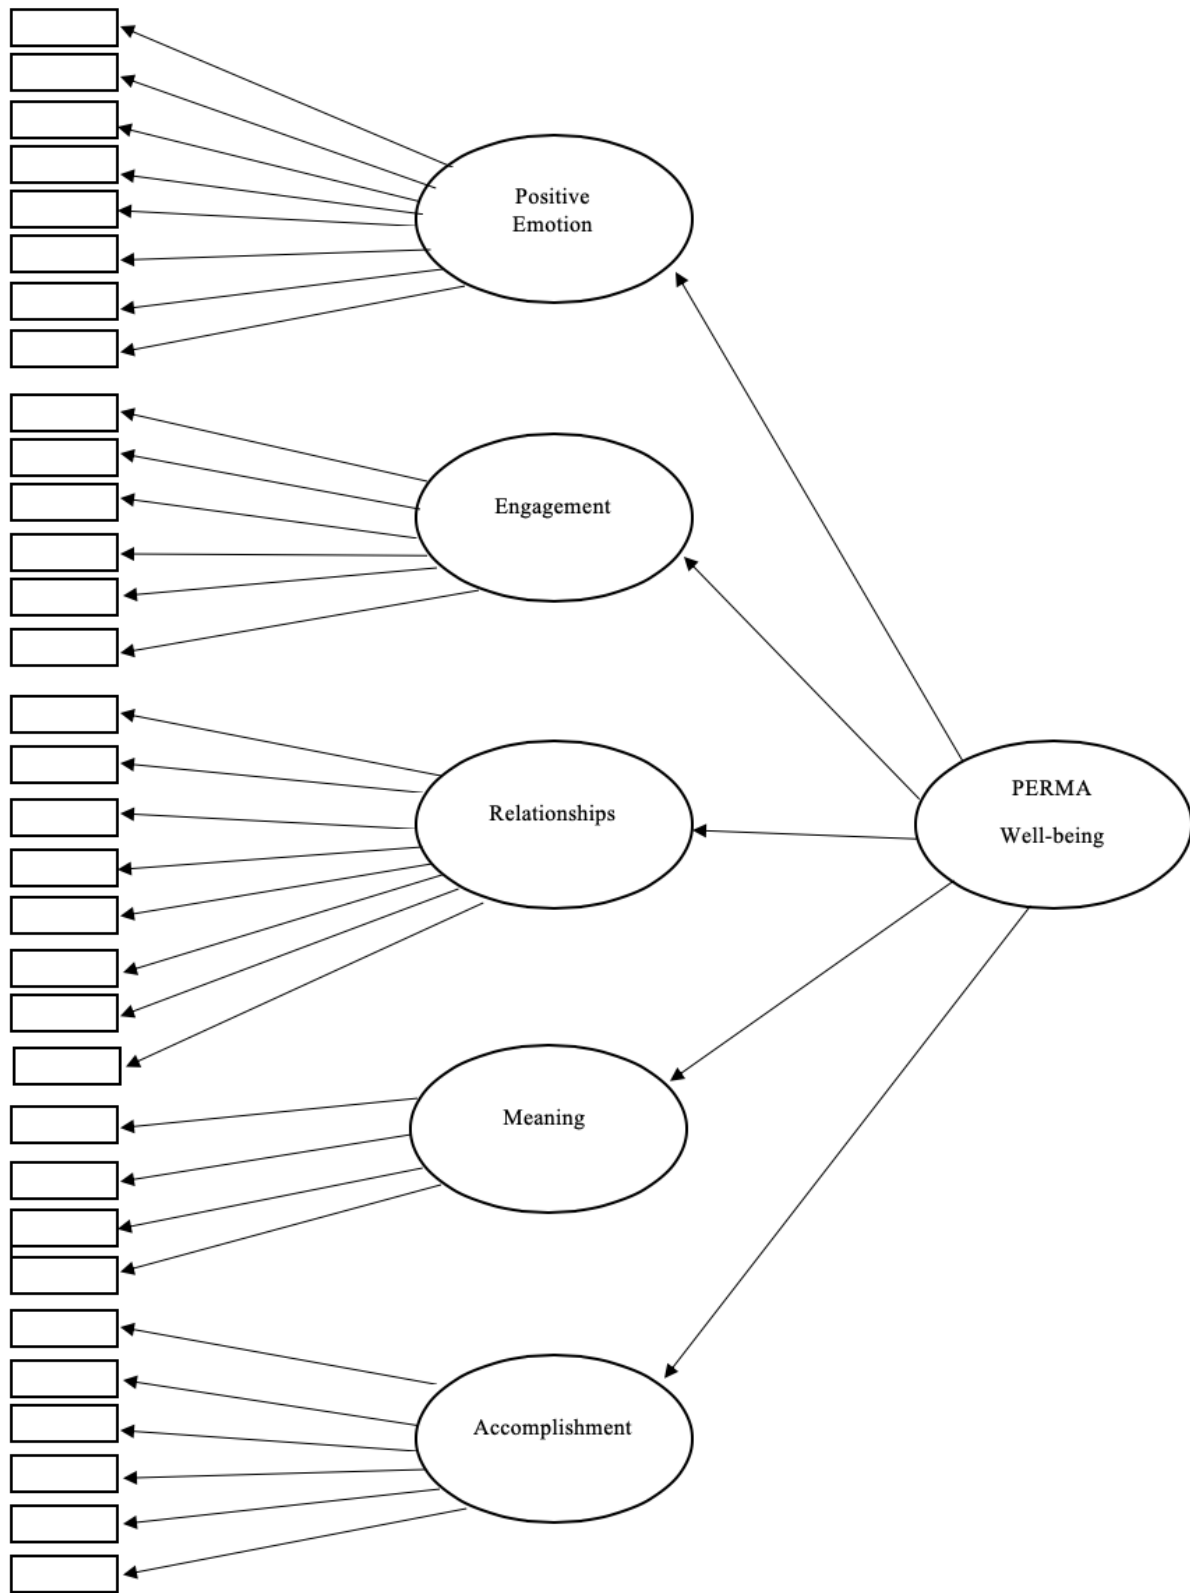 Positive
Emotion
Engagement
Relationships
PERMA
Well-being
Meaning
Accomplishment